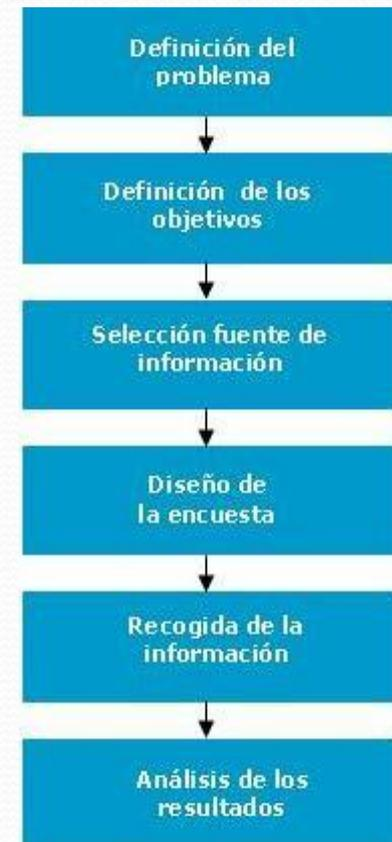 Definición del
problema
Definición de los
objetivos
Selección fuente de
información
Diseño de
la encuesta
Recogida de la
información
Análisis de los
resultados